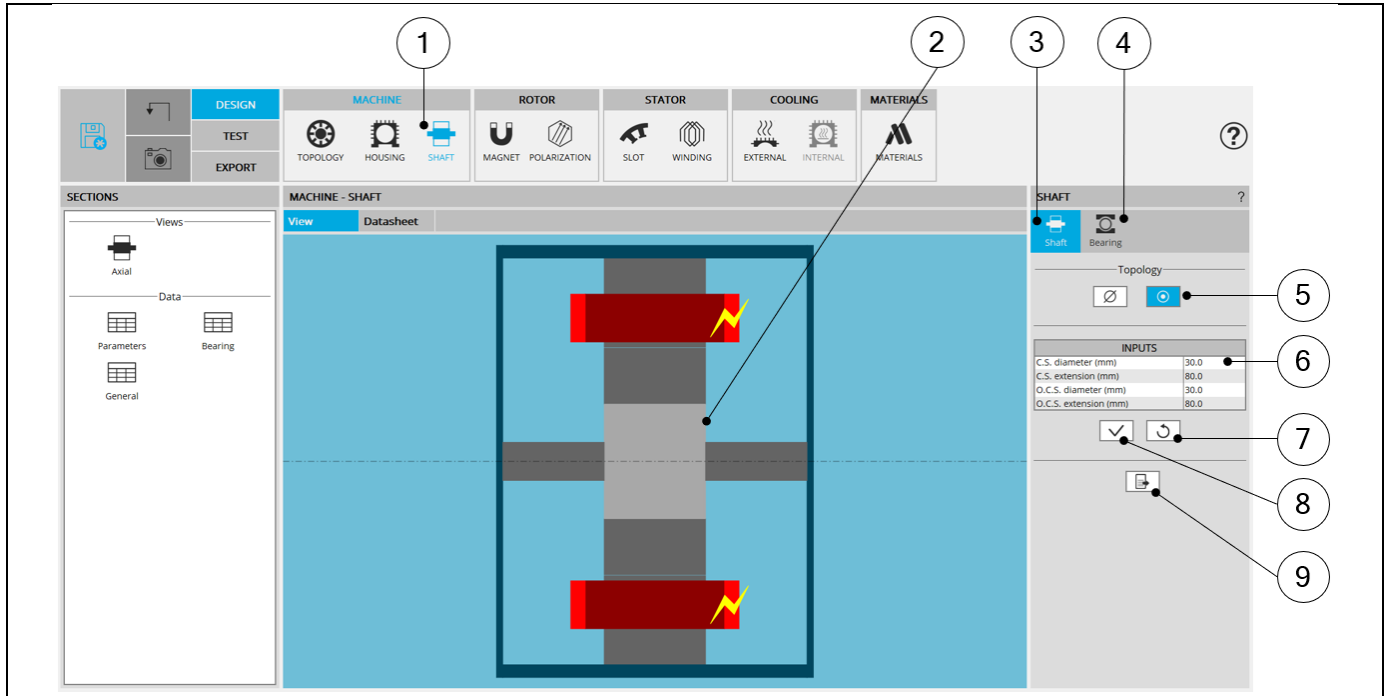 1
2
3
4
DESIGN
TEST
EXPORT
MACHINE
TOPOLOGY
HOUSING
SHAFT
ROTOR
MAGNET
POLARIZATION
STATOR
SLOT
WINDING
COOLING
EXTERNAL
INTERNAL
MATERIALS
MATERIALS
?
SECTIONS
Views
Axial
Data
Parameters
Bearing
General
MACHINE - SHAFT
View
Datasheet
SHAFT
?
Shaft
Bearing
Topology
5
INPUTS
C.S. diameter (mm) 30.0
C.S. extension (mm) 80.0
O.C.S. diameter (mm) 30.0
O.C.S. extension (mm) 80.0
6
7
8
9